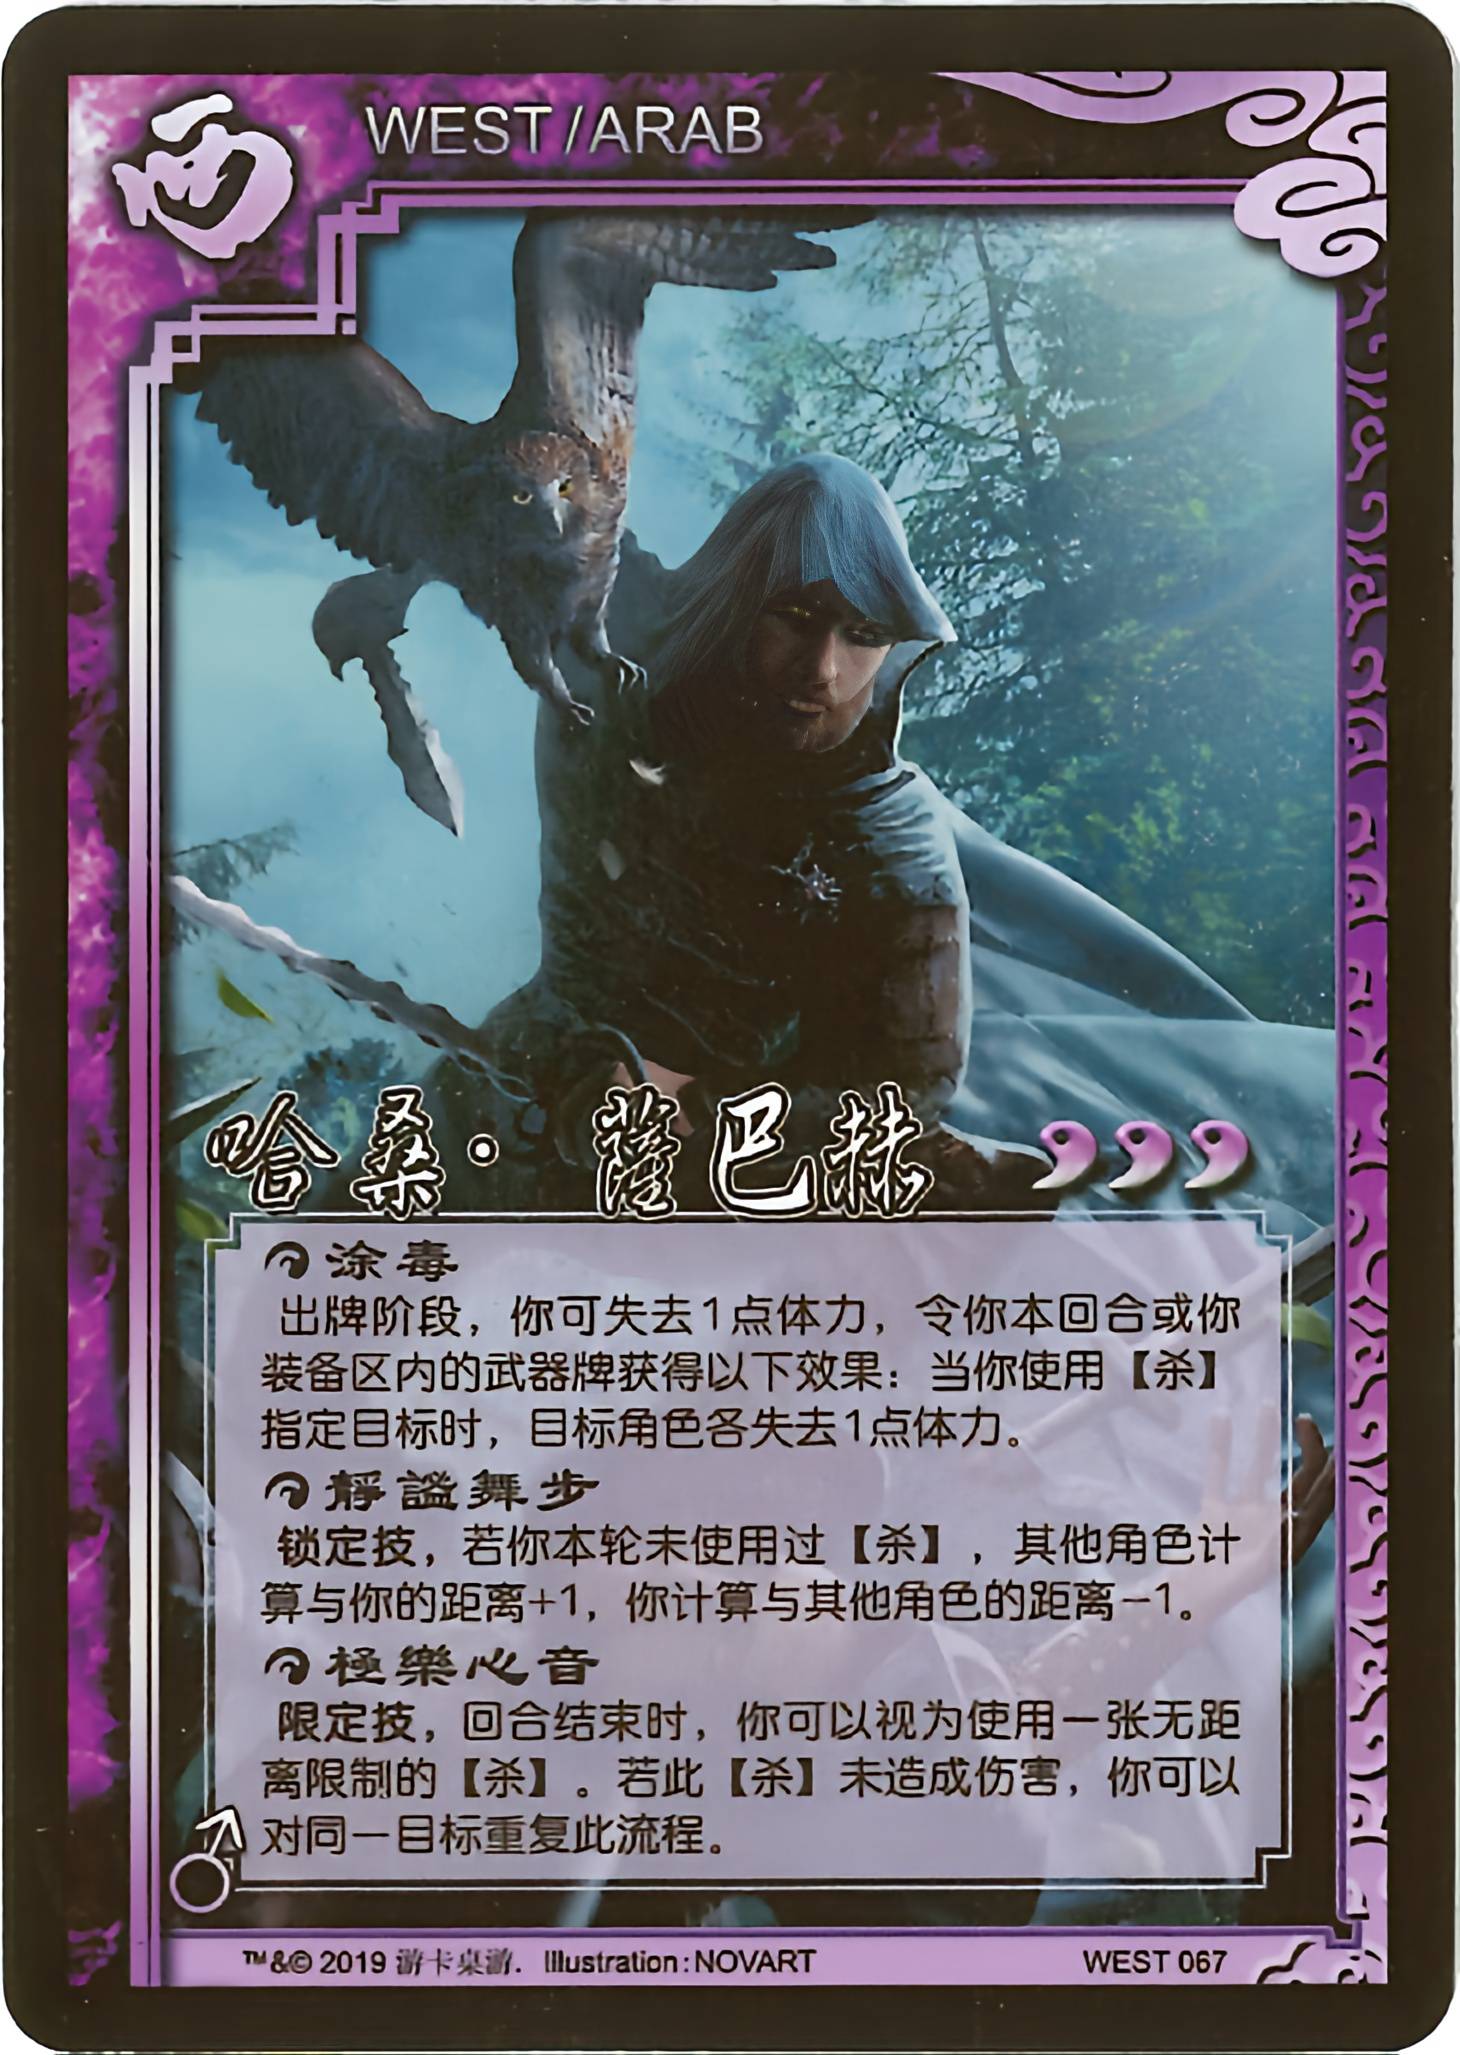 西
WEST/ARAB
哈桑·薩巴赫
涂毒
出牌阶段，你可失去1点体力，令你本回合或你
装备区内的武器牌获得以下效果：当你使用【杀】
指定目标时，目标角色各失去1点体力。
靜謐舞步
锁定技，若你本轮未使用过【杀】，其他角色计
算与你的距离+1，你计算与其他角色的距离-1。
極樂心音
限定技，回合结束时，你可以视为使用一张无距
离限制的【杀】。若此【杀】未造成伤害，你可以
对同一目标重复此流程。
™&© 2019 游卡桌游. Illustration:NOVART
WEST 067